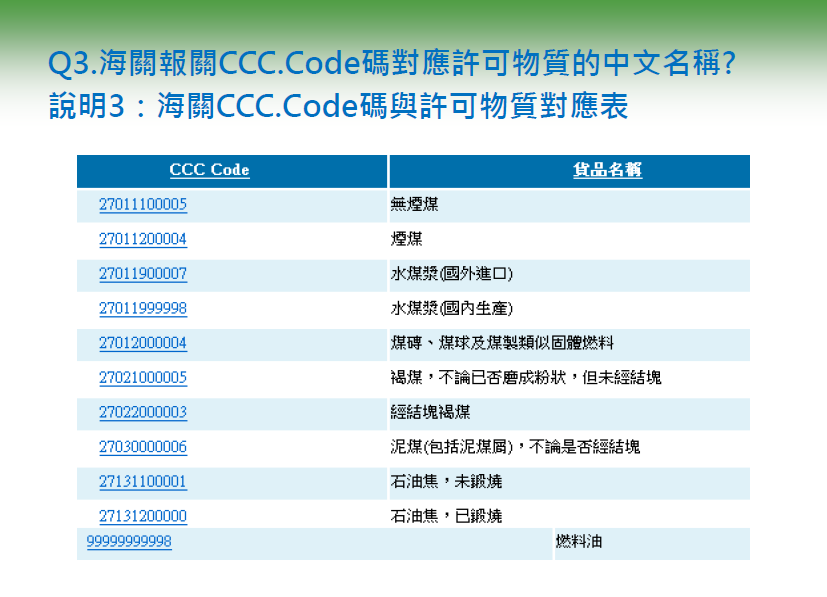 Q3.海關報關CCC.Code碼對應許可物質的中文名稱?
說明3：海關CCC.Code碼與許可物質對應表
CCC Code 貨品名稱
27011100005 無煙煤
27011200004 煙煤
27011900007 水煤漿(國外進口)
27011999998 水煤漿(國內生產)
27012000004 煤磚、煤球及煤製類似固體燃料
27021000005 褐煤，不論已否磨成粉狀，但未經結塊
27022000003 經結塊褐煤
27030000006 泥煤(包括泥煤屑)，不論是否經結塊
27131100001 石油焦，未鍛燒
27131200000 石油焦，已鍛燒
99999999998 燃料油